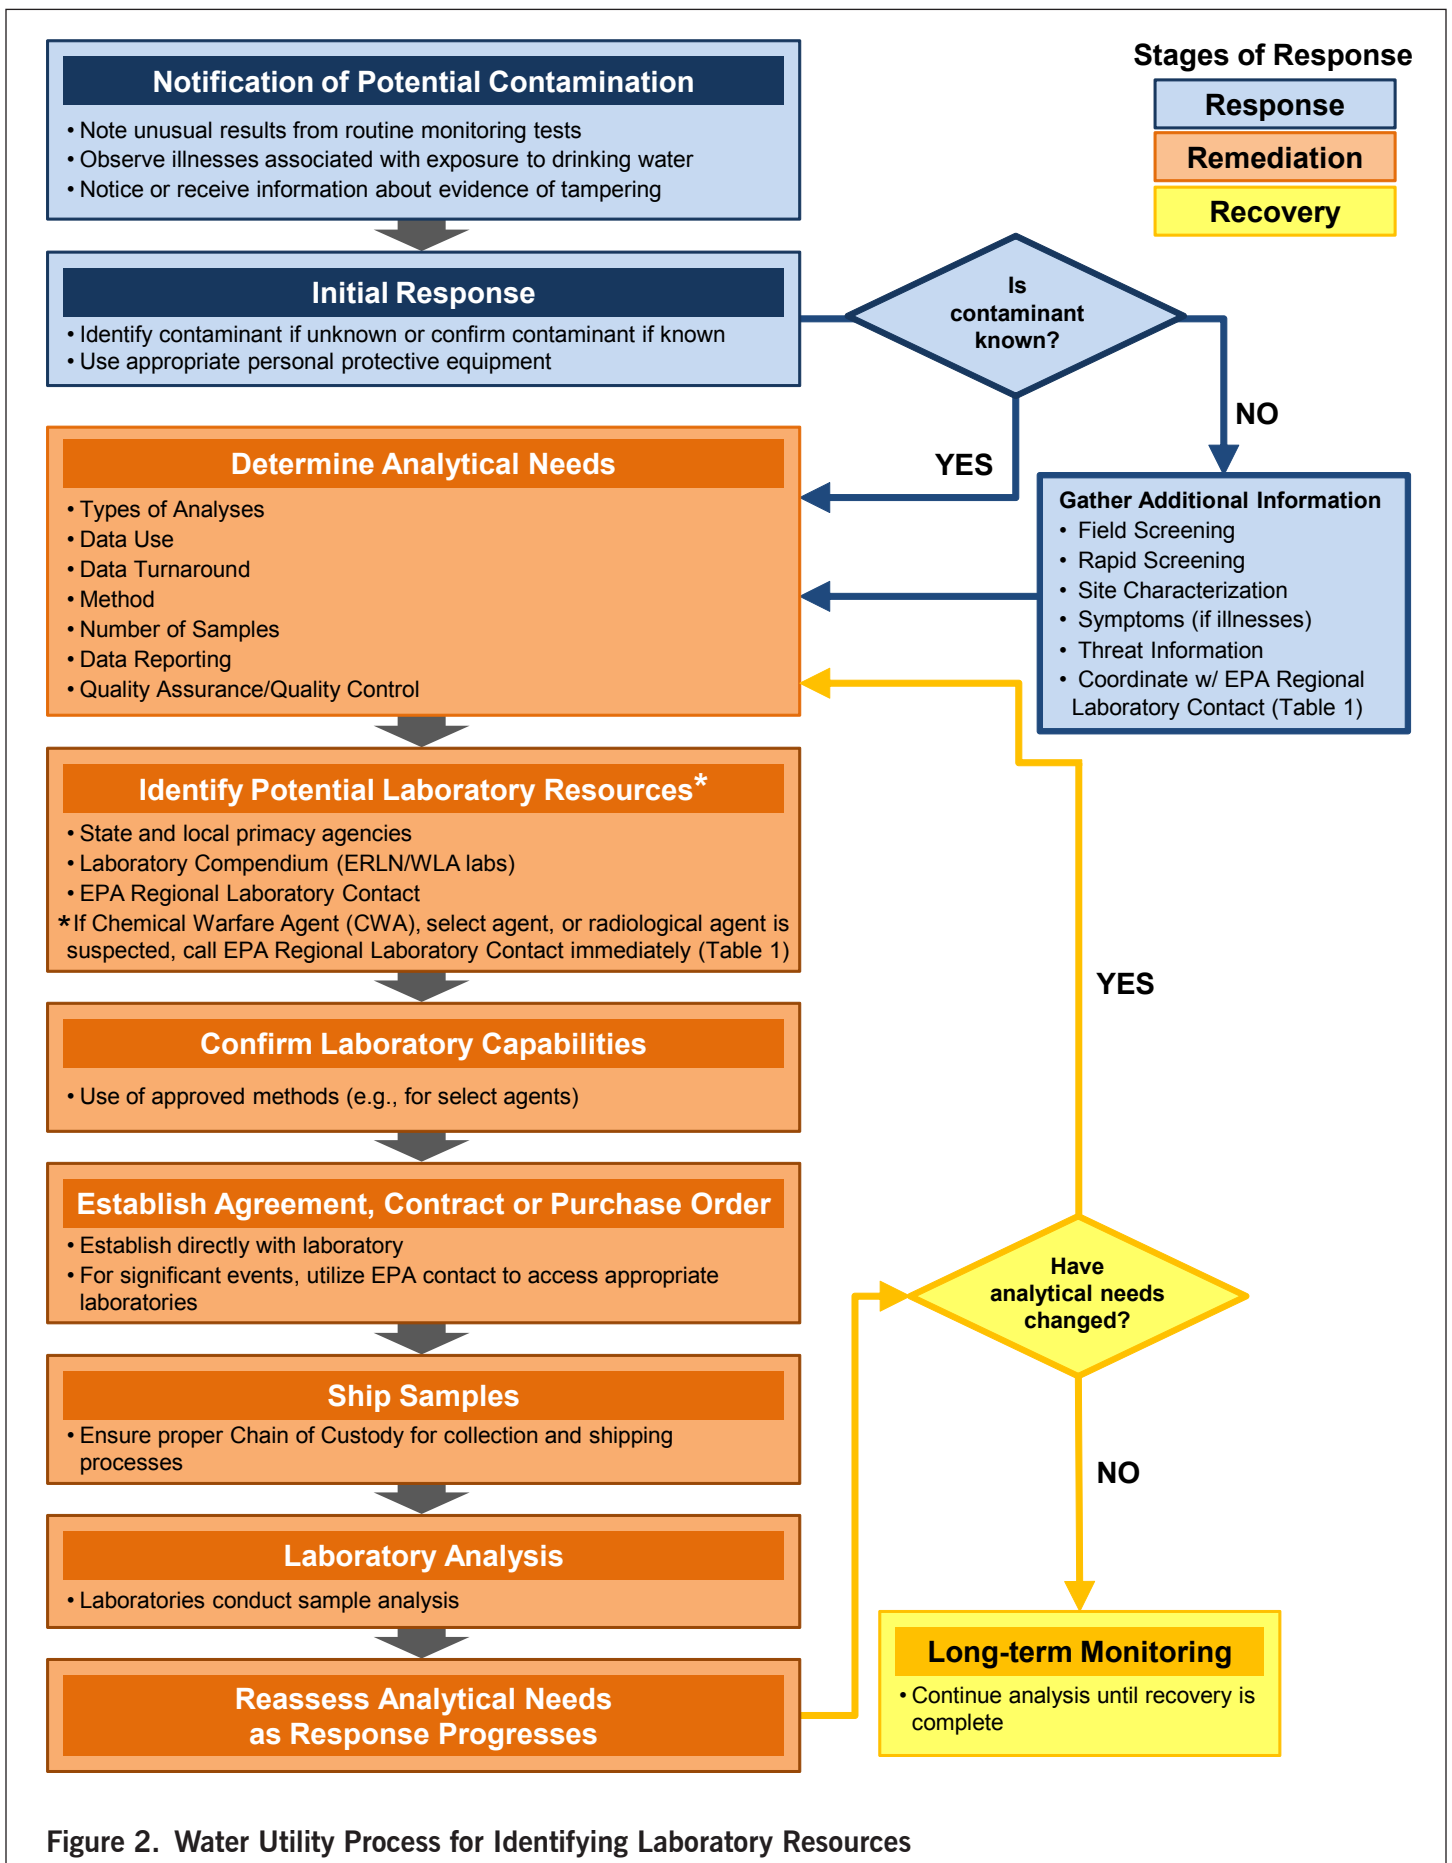 Stages of Response
Response
Remediation
Recovery
Notification of Potential Contamination
• Note unusual results from routine monitoring tests
• Observe illnesses associated with exposure to drinking water
• Notice or receive information about evidence of tampering
Initial Response
• Identify contaminant if unknown or confirm contaminant if known
• Use appropriate personal protective equipment
Is
contaminant
known?
NO
YES
Gather Additional Information
• Field Screening
• Rapid Screening
• Site Characterization
• Symptoms (if illnesses)
• Threat Information
• Coordinate w/ EPA Regional
Laboratory Contact (Table 1)
Determine Analytical Needs
• Types of Analyses
• Data Use
• Data Turnaround
• Method
• Number of Samples
• Data Reporting
• Quality Assurance/Quality Control
Identify Potential Laboratory Resources*
• State and local primacy agencies
• Laboratory Compendium (ERLN/WLA labs)
• EPA Regional Laboratory Contact
*If Chemical Warfare Agent (CWA), select agent, or radiological agent is
suspected, call EPA Regional Laboratory Contact immediately (Table 1)
Confirm Laboratory Capabilities
• Use of approved methods (e.g., for select agents)
Establish Agreement, Contract or Purchase Order
• Establish directly with laboratory
• For significant events, utilize EPA contact to access appropriate
laboratories
Ship Samples
• Ensure proper Chain of Custody for collection and shipping
processes
Laboratory Analysis
• Laboratories conduct sample analysis
Reassess Analytical Needs
as Response Progresses
YES
Have
analytical needs
changed?
NO
Long-term Monitoring
• Continue analysis until recovery is
complete
Figure 2. Water Utility Process for Identifying Laboratory Resources